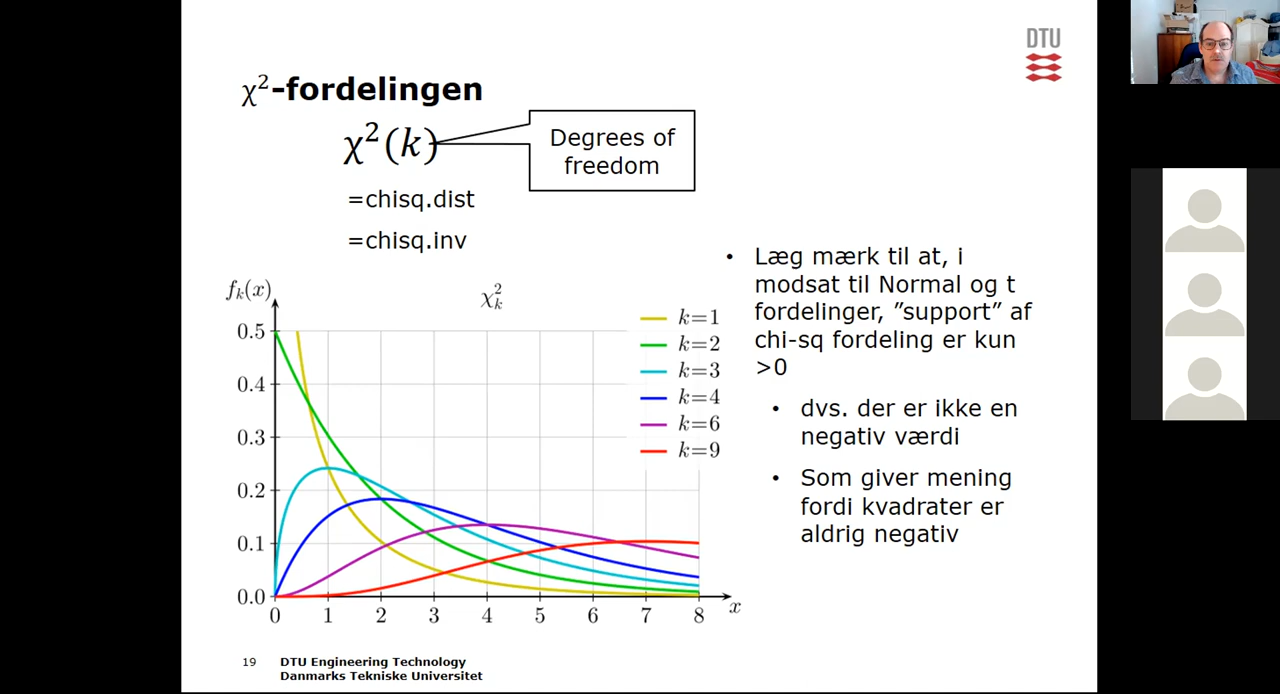 DTU
χ²-fordelingen
χ²(k)
Degrees of
freedom
=chisq.dist
=chisq.inv
Læg mærk til at, i
modsat til Normal og t
fordelinger, ”support” af
chi-sq fordeling er kun
>0
dvs. der er ikke en
negativ værdi
Som giver mening
fordi kvadrater er
aldrig negativ
fₖ(x)
χ²ₖ
k=1
k=2
k=3
k=4
k=6
k=9
0.5
0.4
0.3
0.2
0.1
0.0
0 1 2 3 4 5 6 7 8 x
19 DTU Engineering Technology
Danmarks Tekniske Universitet